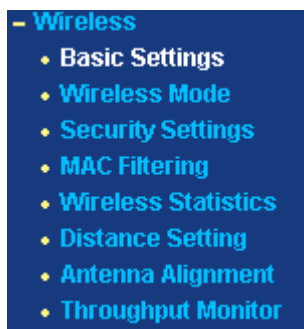 – Wireless
• Basic Settings
• Wireless Mode
• Security Settings
• MAC Filtering
• Wireless Statistics
• Distance Setting
• Antenna Alignment
• Throughput Monitor